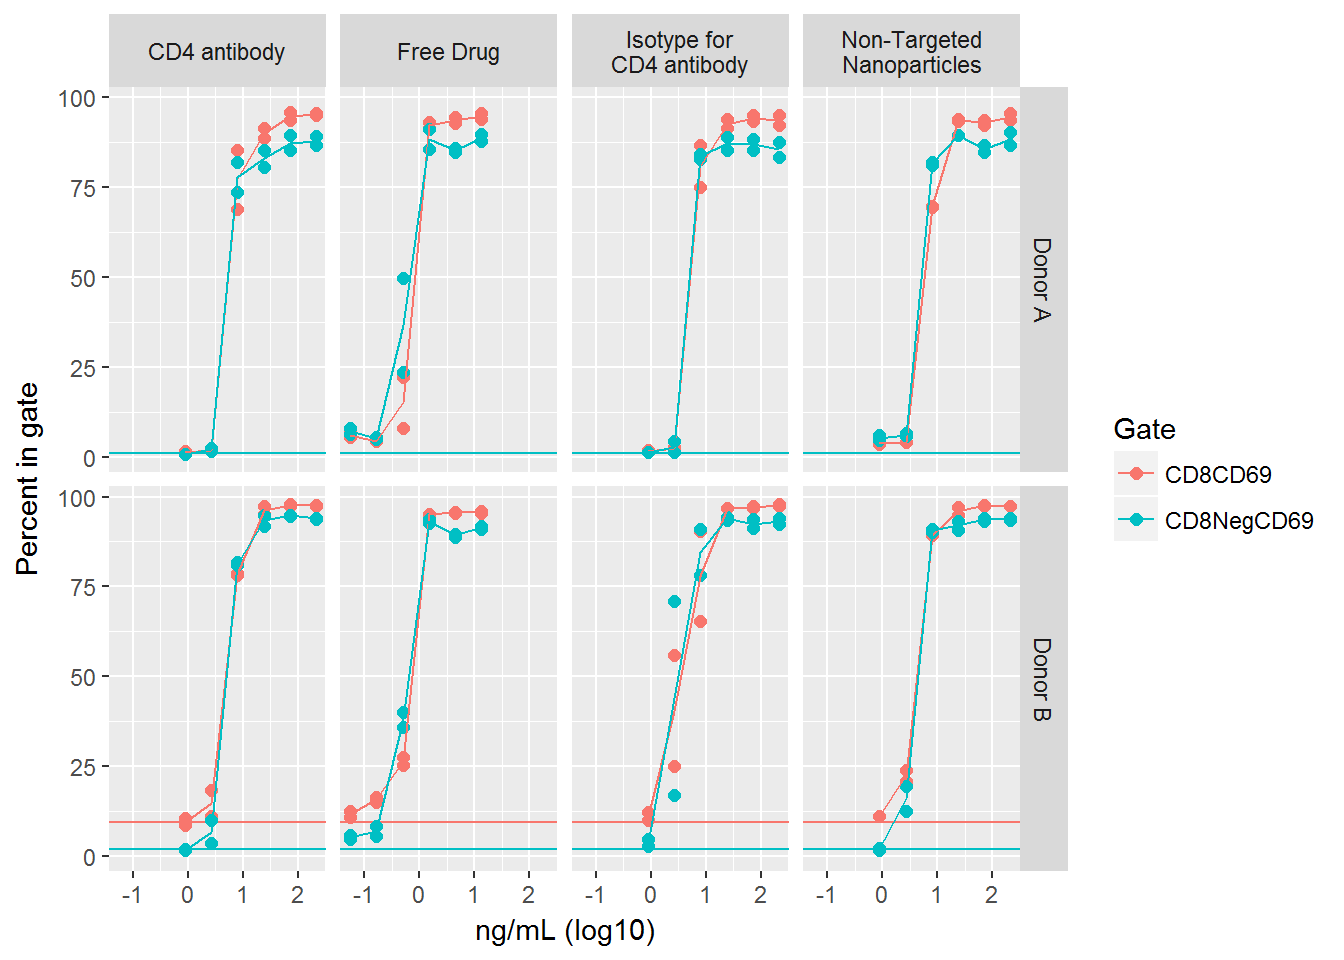 CD4 antibody
Free Drug
Isotype for
CD4 antibody
Non-Targeted
Nanoparticles
100
75
50
25
0
Donor A
100
75
50
25
0
Donor B
-1 0 1 2
-1 0 1 2
-1 0 1 2
-1 0 1 2
ng/mL (log10)
Percent in gate
Gate
CD8CD69
CD8NegCD69